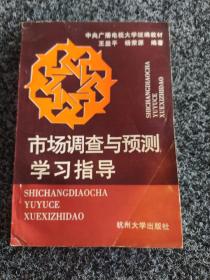 中央广播电视大学统编教材
王显平 杨荣源 编著
SHICHANGDIAOCHA
YUYUCE
XUEXIZHIDAO
市场调查与预测
学习指导
SHICHANGDIAOCHA
YUYUCE
XUEXIZHIDAO
杭州大学出版社